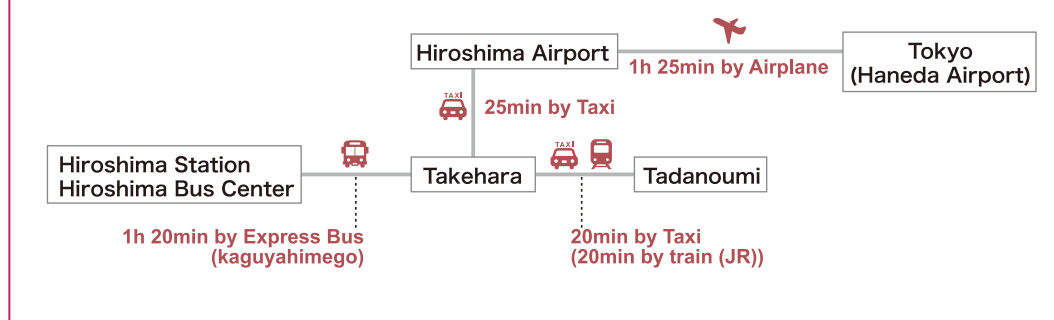 Hiroshima Airport
1h 25min by Airplane
Tokyo
(Haneda Airport)
TAXI
25min by Taxi
Hiroshima Station
Hiroshima Bus Center
Takehara
TAXI
Tadanoumi
1h 20min by Express Bus
(kaguyahimego)
20min by Taxi
(20min by train (JR))